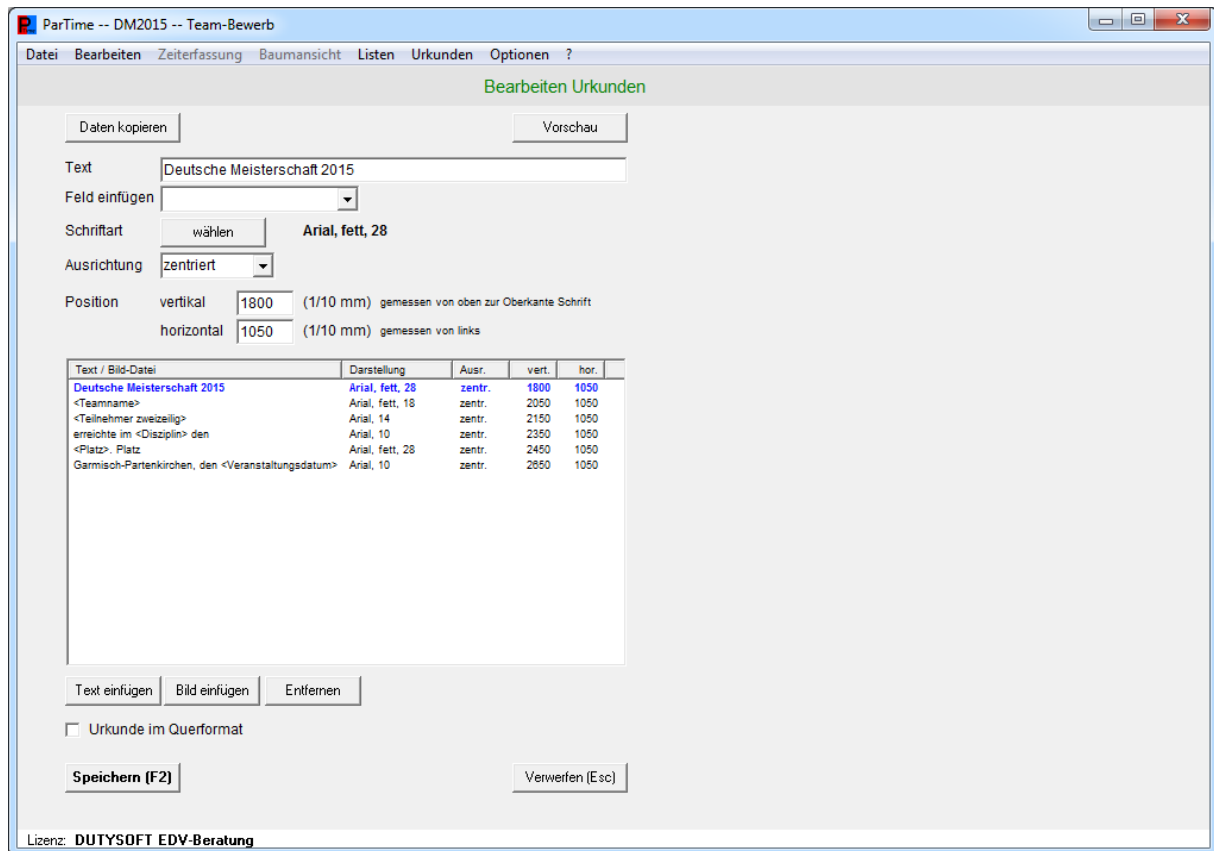 ParTime -- DM2015 -- Team-Bewerb
Datei Bearbeiten Zeiterfassung Baumansicht Listen Urkunden Optionen ?
Bearbeiten Urkunden
Daten kopieren Vorschau
Text Deutsche Meisterschaft 2015
Feld einfügen
Schriftart wählen Arial, fett, 28
Ausrichtung zentriert
Position vertikal 1800 (1/10 mm) gemessen von oben zur Oberkante Schrift
horizontal 1050 (1/10 mm) gemessen von links
Text / Bild-Datei Darstellung Ausr. vert. hor.
Deutsche Meisterschaft 2015 Arial, fett, 28 zentr. 1800 1050
<Teamname> Arial, fett, 18 zentr. 2050 1050
<Teilnehmer zweizeilig> Arial, 14 zentr. 2150 1050
erreichte im <Disziplin> den Arial, 10 zentr. 2350 1050
<Platz>. Platz Arial, fett, 28 zentr. 2450 1050
Garmisch-Partenkirchen, den <Veranstaltungsdatum> Arial, 10 zentr. 2650 1050
Text einfügen Bild einfügen Entfernen
Urkunde im Querformat
Speichern (F2) Verwerfen (Esc)
Lizenz: DUTYSOFT EDV-Beratung